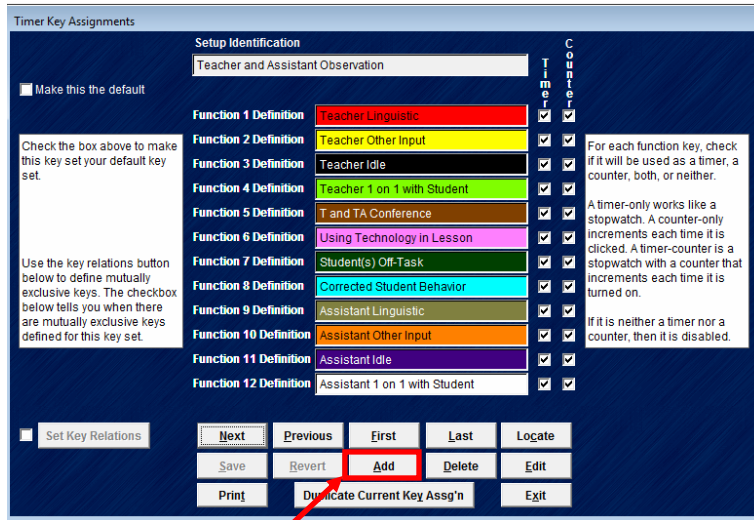 Timer Key Assignments
Setup Identification
Teacher and Assistant Observation
Timer
Counter
Make this the default
Function 1 Definition Teacher Linguistic
Check the box above to make
this key set your default key
set.
Use the key relations button
below to define mutually
exclusive keys. The checkbox
below tells you when there
are mutually exclusive keys
defined for this key set.
Function 2 Definition Teacher Other Input
Function 3 Definition Teacher Idle
Function 4 Definition Teacher 1 on 1 with Student
Function 5 Definition T and TA Conference
Function 6 Definition Using Technology in Lesson
Function 7 Definition Student(s) Off-Task
Function 8 Definition Corrected Student Behavior
Function 9 Definition Assistant Linguistic
Function 10 Definition Assistant Other Input
Function 11 Definition Assistant Idle
Function 12 Definition Assistant 1 on 1 with Student
For each function key, check
if it will be used as a timer, a
counter, both, or neither.
A timer-only works like a
stopwatch. A counter-only
increments each time it is
clicked. A timer-counter is a
stopwatch with a counter that
increments each time it is
turned on.
If it is neither a timer nor a
counter, then it is disabled.
Set Key Relations Next Previous First Last Locate
Save Revert Add Delete Edit
Print Duplicate Current Key Assg'n Exit